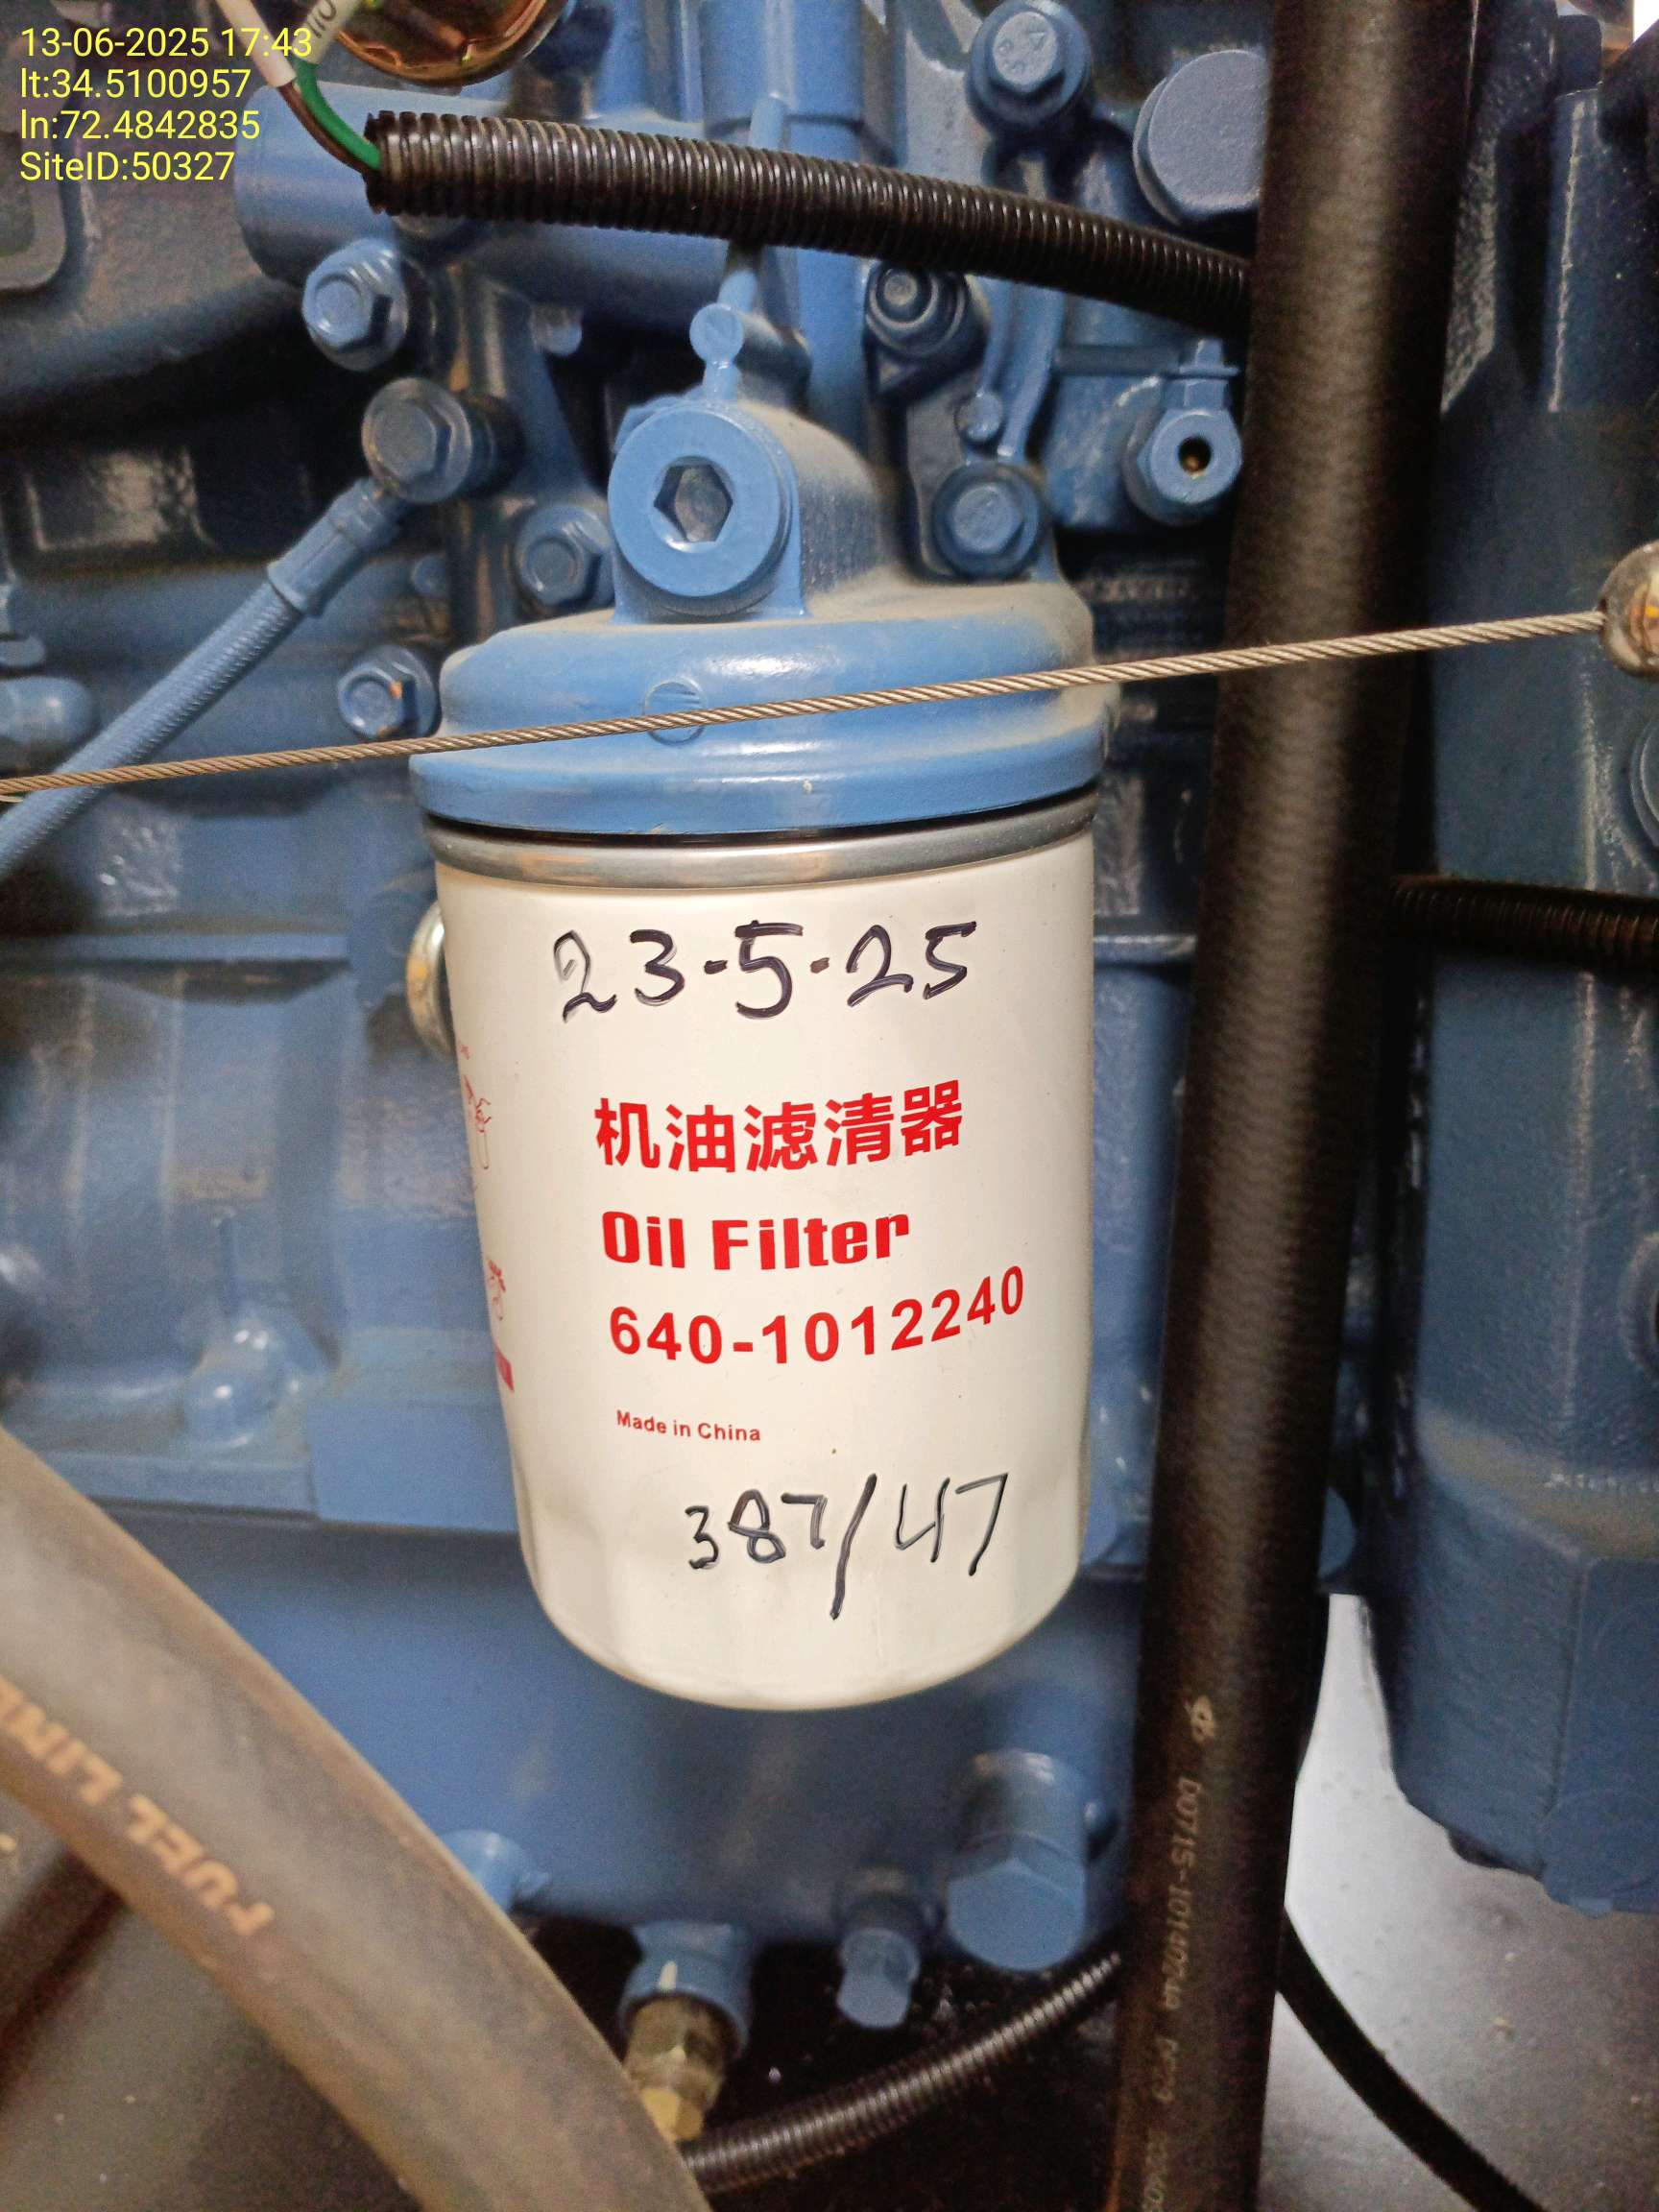 13-06-2025 17:43
lt:34.5100957
ln:72.4842835
SiteID:50327
23-5-25
机油滤清器
Oil Filter
640-1012240
Made in China
387/47
FUEL LINE